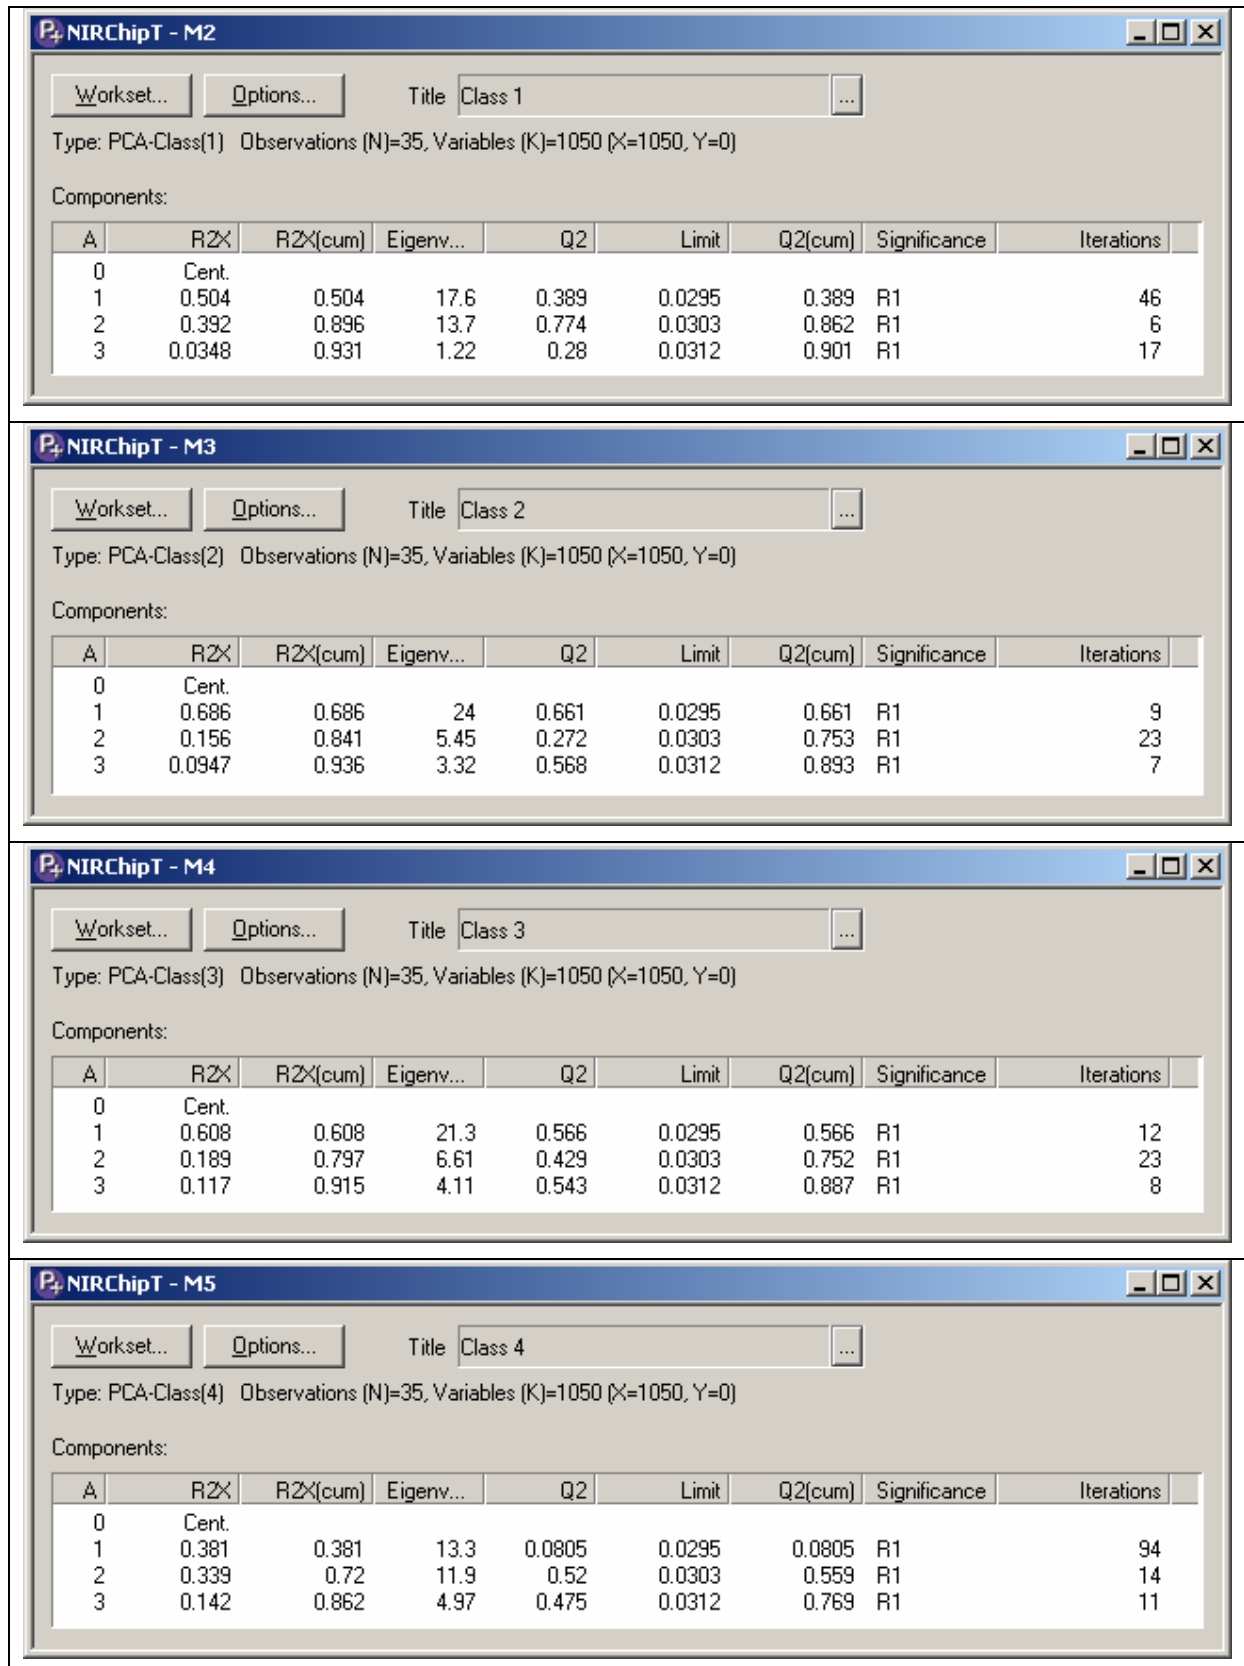 NIRChipT - M2
Workset... Options... Title Class 1 ...
Type: PCA-Class(1) Observations (N)=35, Variables (K)=1050 (X=1050, Y=0)
Components:
A R2X R2X(cum) Eigenv... Q2 Limit Q2(cum) Significance Iterations
0 Cent.
1 0.504 0.504 17.6 0.389 0.0295 0.389 R1 46
2 0.392 0.896 13.7 0.774 0.0303 0.862 R1 6
3 0.0348 0.931 1.22 0.28 0.0312 0.901 R1 17
NIRChipT - M3
Workset... Options... Title Class 2 ...
Type: PCA-Class(2) Observations (N)=35, Variables (K)=1050 (X=1050, Y=0)
Components:
A R2X R2X(cum) Eigenv... Q2 Limit Q2(cum) Significance Iterations
0 Cent.
1 0.686 0.686 24 0.661 0.0295 0.661 R1 9
2 0.156 0.841 5.45 0.272 0.0303 0.753 R1 23
3 0.0947 0.936 3.32 0.568 0.0312 0.893 R1 7
NIRChipT - M4
Workset... Options... Title Class 3 ...
Type: PCA-Class(3) Observations (N)=35, Variables (K)=1050 (X=1050, Y=0)
Components:
A R2X R2X(cum) Eigenv... Q2 Limit Q2(cum) Significance Iterations
0 Cent.
1 0.608 0.608 21.3 0.566 0.0295 0.566 R1 12
2 0.189 0.797 6.61 0.429 0.0303 0.752 R1 23
3 0.117 0.915 4.11 0.543 0.0312 0.887 R1 8
NIRChipT - M5
Workset... Options... Title Class 4 ...
Type: PCA-Class(4) Observations (N)=35, Variables (K)=1050 (X=1050, Y=0)
Components:
A R2X R2X(cum) Eigenv... Q2 Limit Q2(cum) Significance Iterations
0 Cent.
1 0.381 0.381 13.3 0.0805 0.0295 0.0805 R1 94
2 0.339 0.72 11.9 0.52 0.0303 0.559 R1 14
3 0.142 0.862 4.97 0.475 0.0312 0.769 R1 11